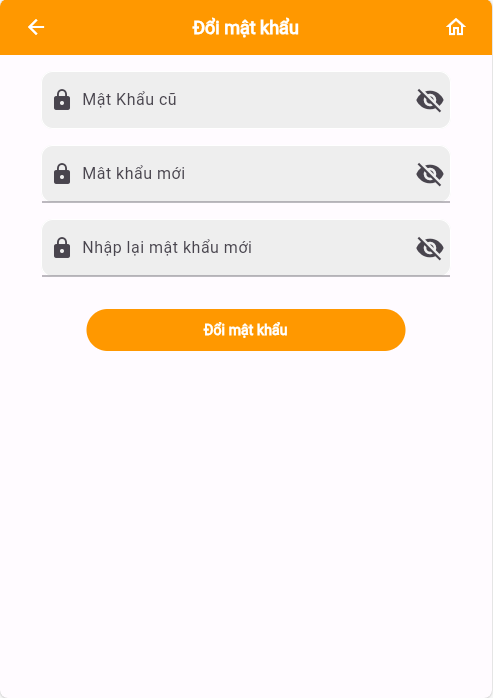 Đổi mật khẩu
Mật Khẩu cũ
Mât khẩu mới
Nhập lại mật khẩu mới
Đổi mật khẩu